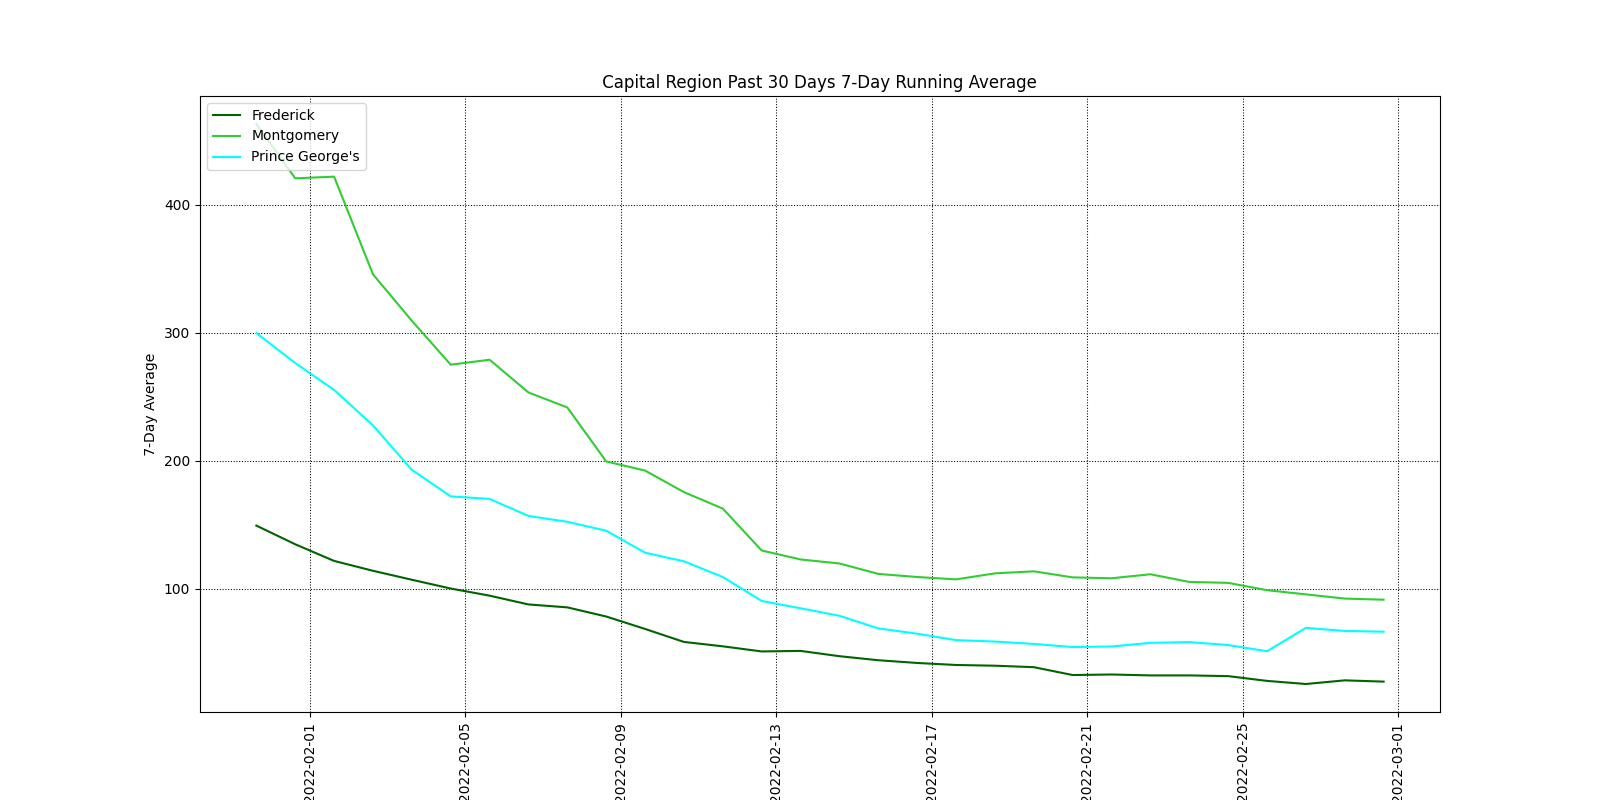 Capital Region Past 30 Days 7-Day Running Average
Frederick
Montgomery
Prince George's
400
300
200
100
7-Day Average
2022-02-01
2022-02-05
2022-02-09
2022-02-13
2022-02-17
2022-02-21
2022-02-25
2022-03-01